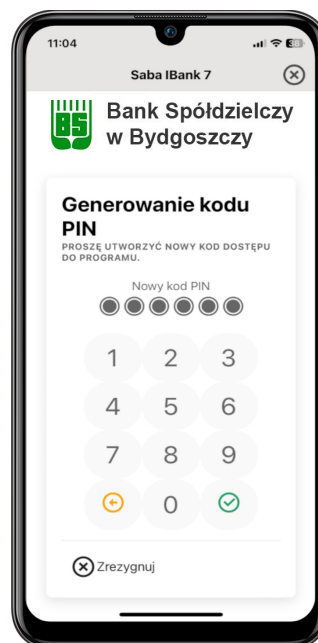 11:04
38
Saba IBank 7
BS
Bank Spółdzielczy
w Bydgoszczy
Generowanie kodu
PIN
PROSZĘ UTWORZYĆ NOWY KOD DOSTĘPU
DO PROGRAMU.
Nowy kod PIN
1 2 3
4 5 6
7 8 9
0
Zrezygnuj